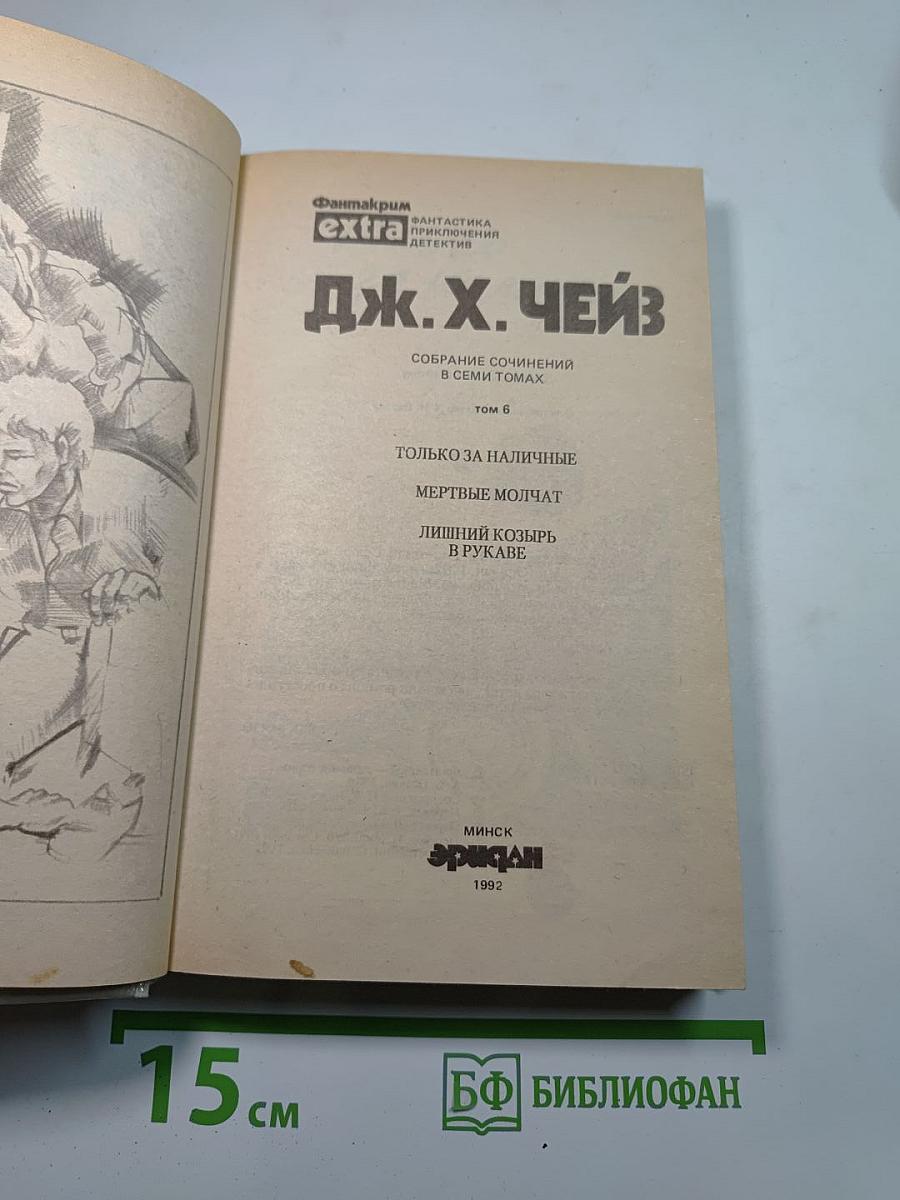 Фантакрим
extra
ФАНТАСТИКА
ПРИКЛЮЧЕНИЯ
ДЕТЕКТИВ
ДЖ. Х. ЧЕЙЗ
СОБРАНИЕ СОЧИНЕНИЙ
В СЕМИ ТОМАХ
ТОМ 6
ТОЛЬКО ЗА НАЛИЧНЫЕ
МЕРТВЫЕ МОЛЧАТ
ЛИШНИЙ КОЗЫРЬ
В РУКАВЕ
МИНСК
Эридан
1992
15 см
БФ БИБЛИОФАН